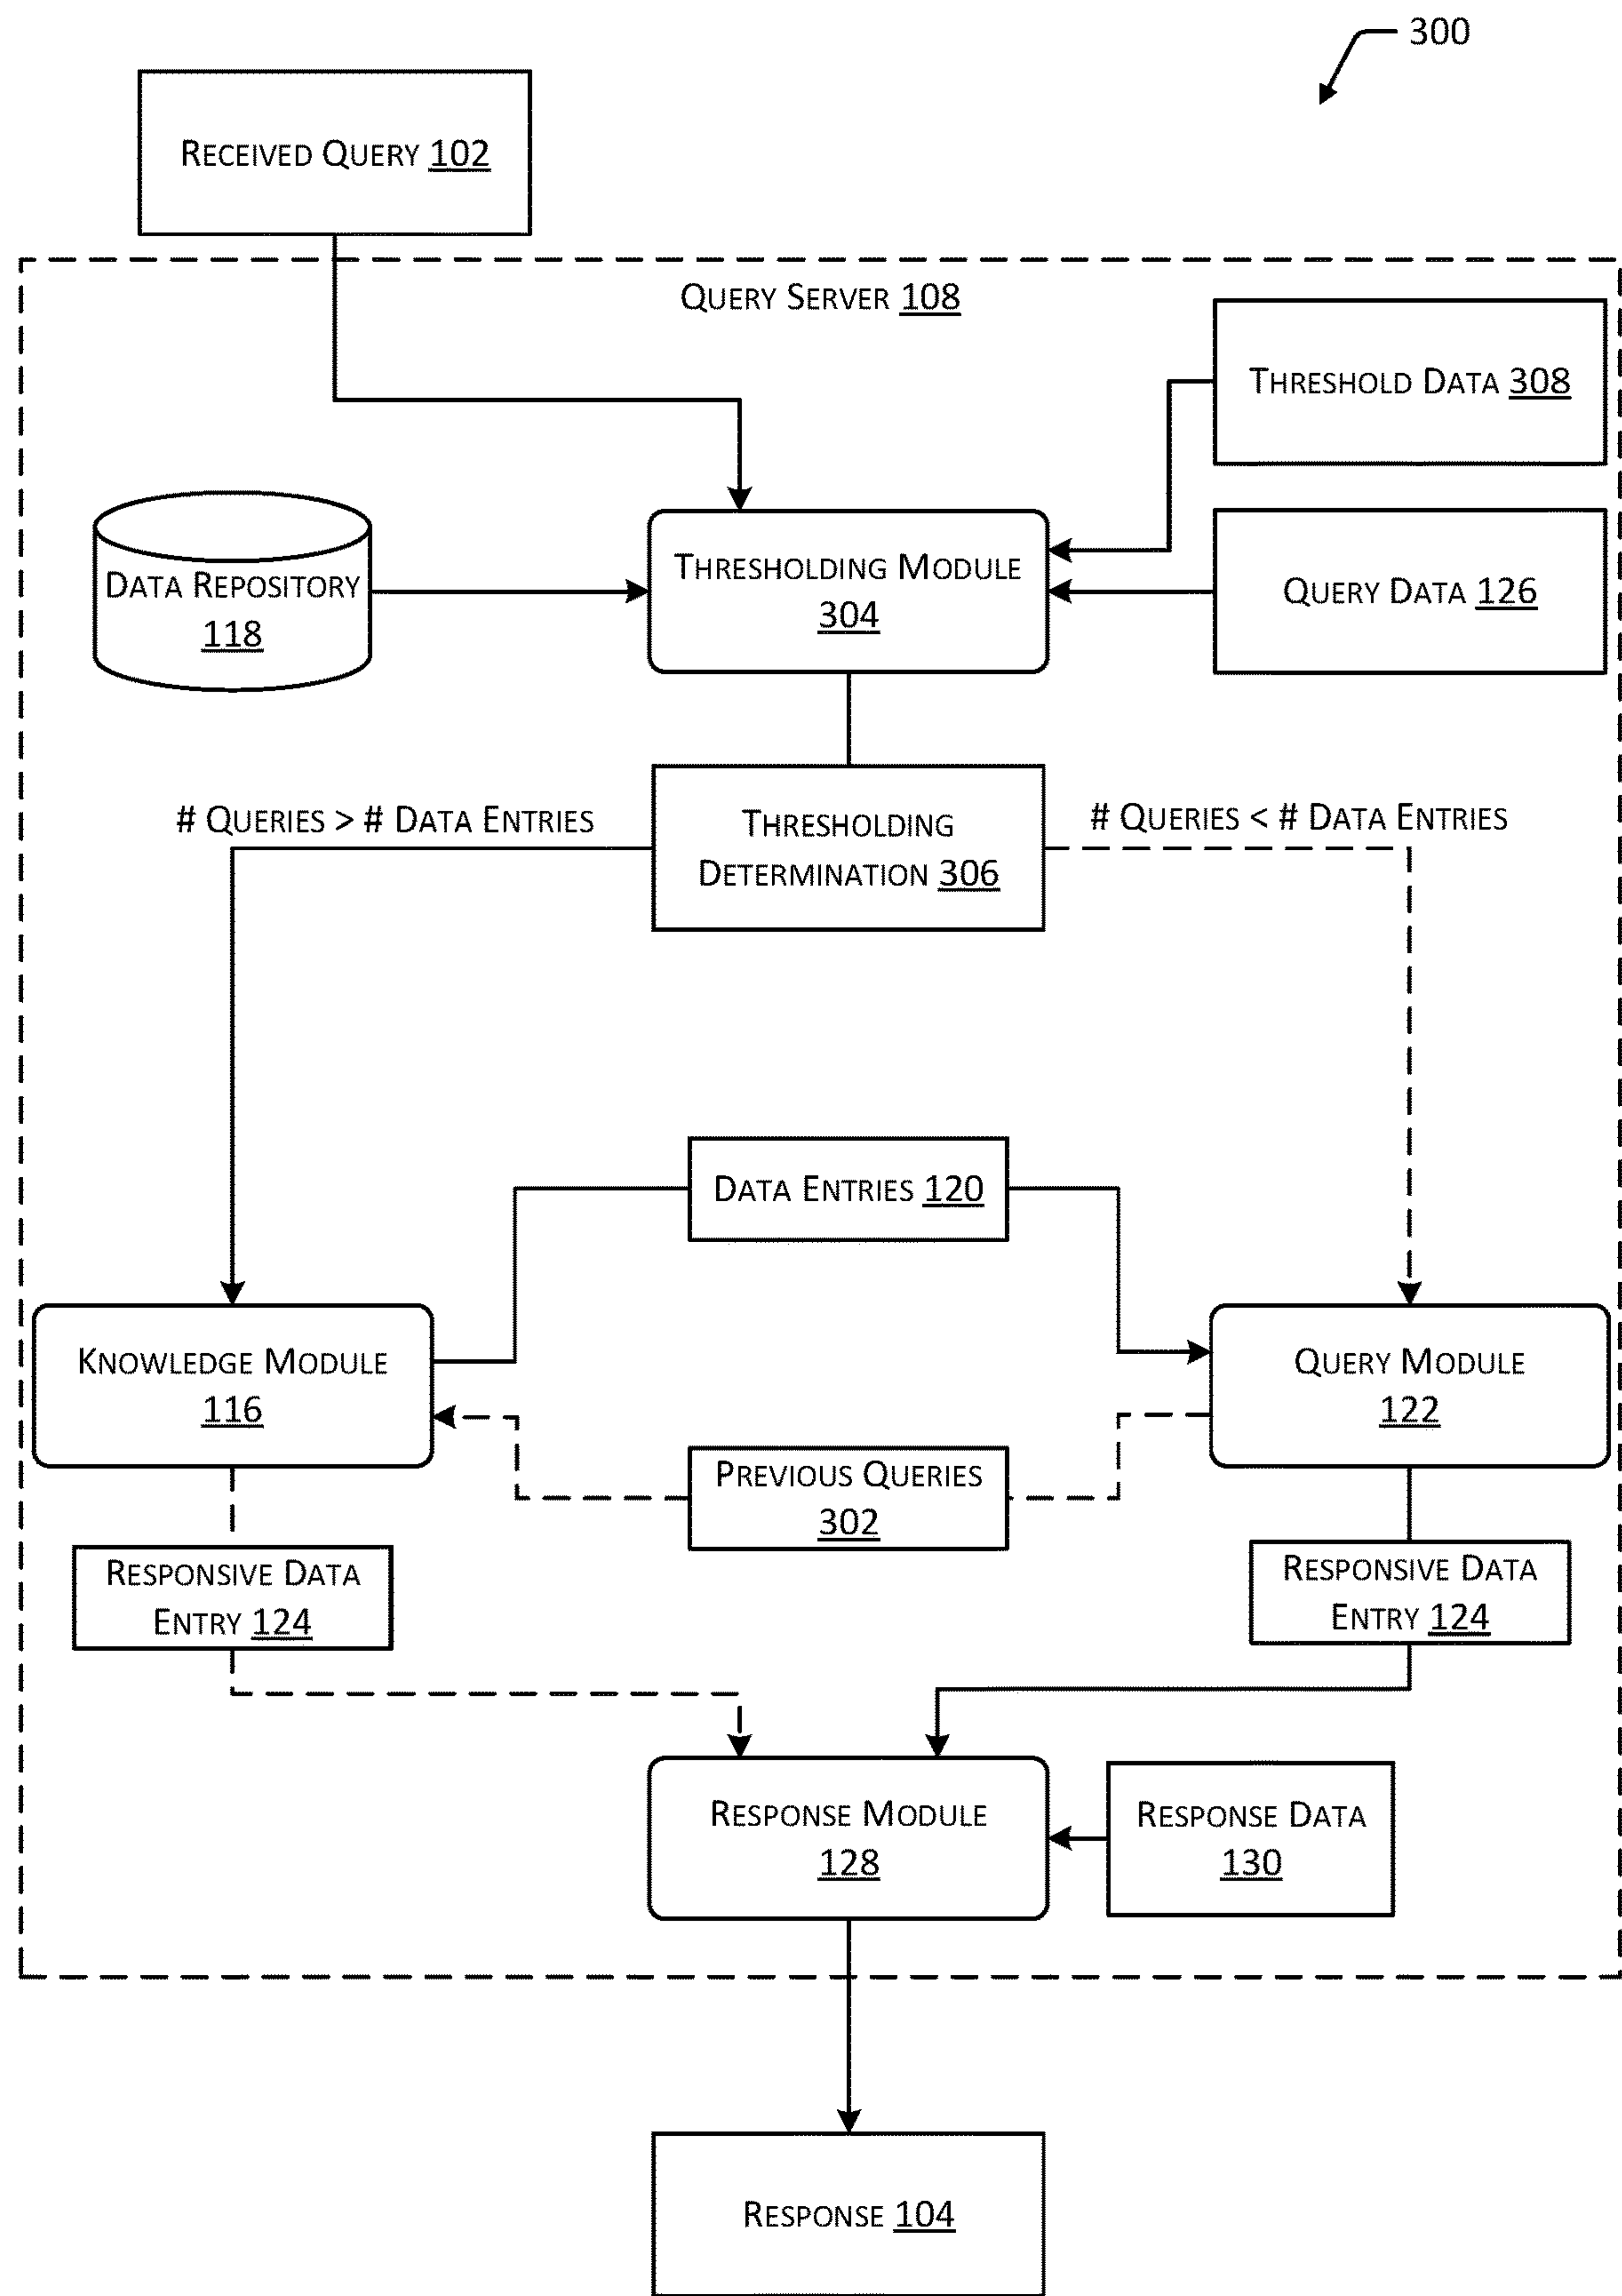 300
RECEIVED QUERY 102
QUERY SERVER 108
THRESHOLD DATA 308
DATA REPOSITORY
118
THRESHOLDING MODULE
304
QUERY DATA 126
# QUERIES > # DATA ENTRIES
THRESHOLDING
DETERMINATION 306
# QUERIES < # DATA ENTRIES
DATA ENTRIES 120
KNOWLEDGE MODULE
116
QUERY MODULE
122
PREVIOUS QUERIES
302
RESPONSIVE DATA
ENTRY 124
RESPONSIVE DATA
ENTRY 124
RESPONSE MODULE
128
RESPONSE DATA
130
RESPONSE 104